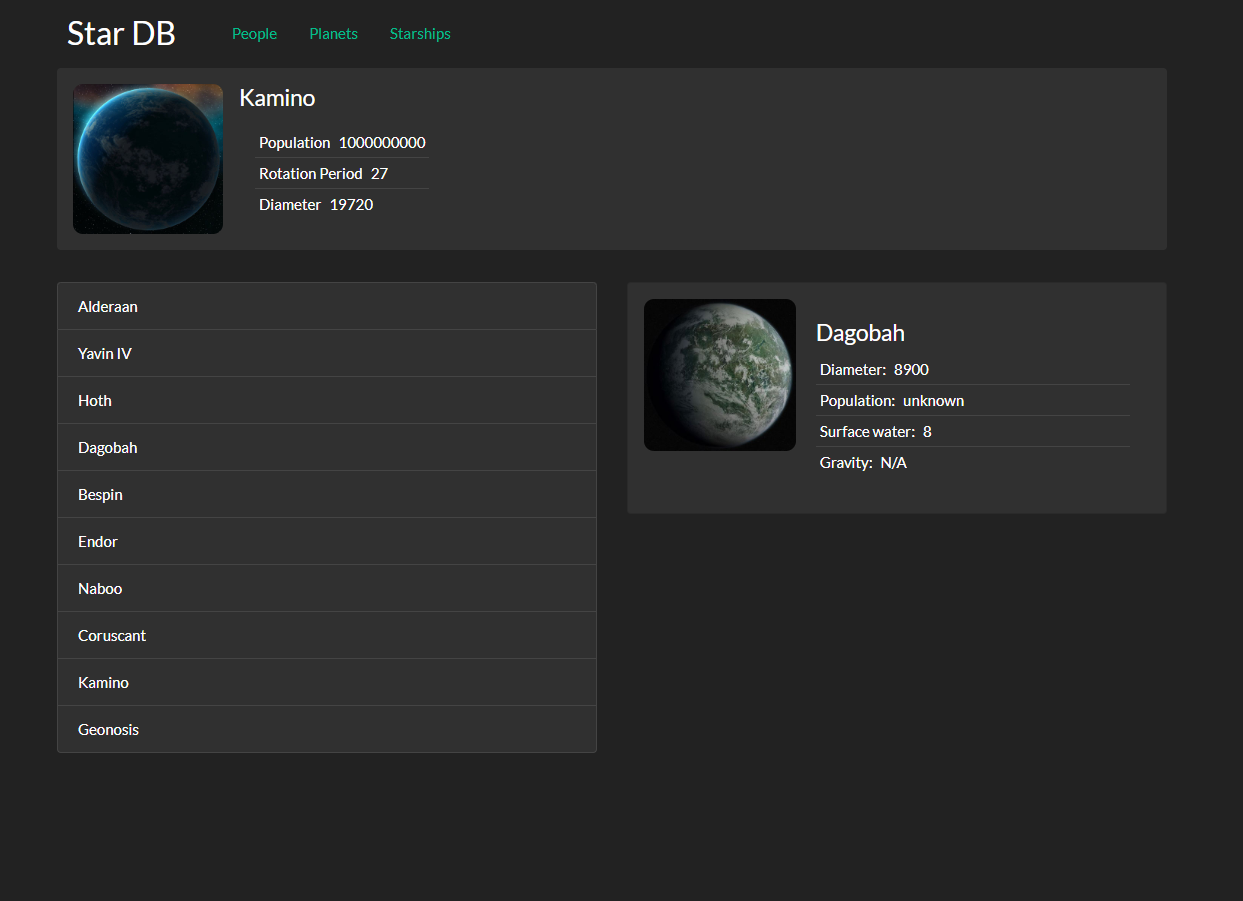 Star DB People Planets Starships
Kamino
Population 1000000000
Rotation Period 27
Diameter 19720
Alderaan
Yavin IV
Hoth
Dagobah
Bespin
Endor
Naboo
Coruscant
Kamino
Geonosis
Dagobah
Diameter: 8900
Population: unknown
Surface water: 8
Gravity: N/A